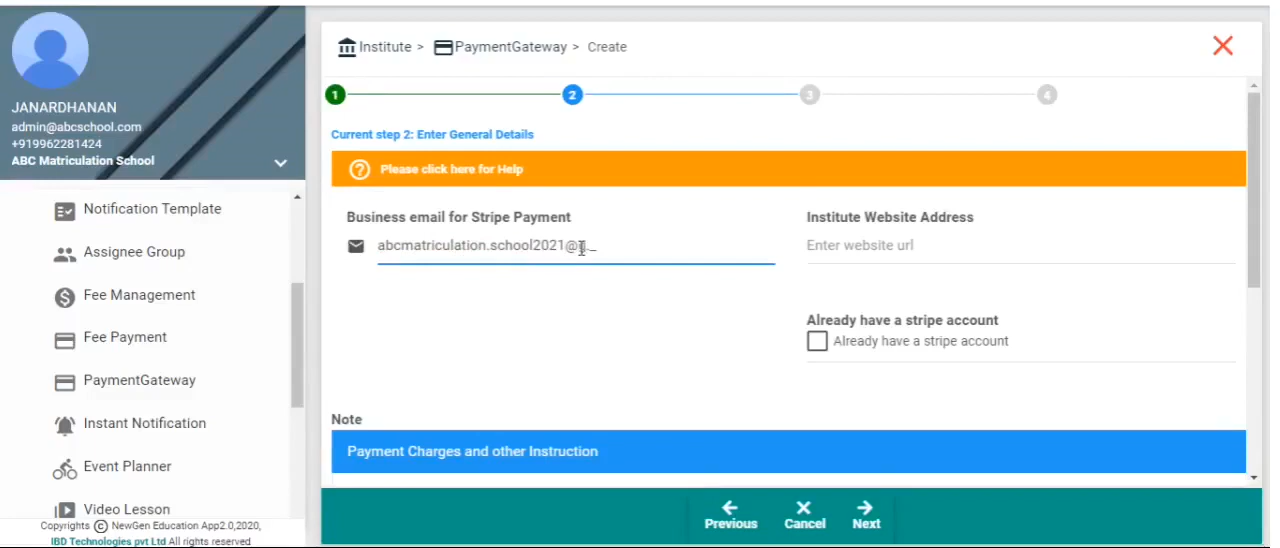 JANARDHANAN
admin@abcschool.com
+919962281424
ABC Matriculation School
Notification Template
Assignee Group
Fee Management
Fee Payment
PaymentGateway
Instant Notification
Event Planner
Video Lesson
Copyrights © NewGen Education App2.0,2020,
IBD Technologies pvt Ltd All rights reserved
Institute > PaymentGateway > Create
1 2 3 4
Current step 2: Enter General Details
Please click here for Help
Business email for Stripe Payment
abcmatriculation.school2021@
Institute Website Address
Enter website url
Already have a stripe account
Already have a stripe account
Note
Payment Charges and other Instruction
Previous Cancel Next